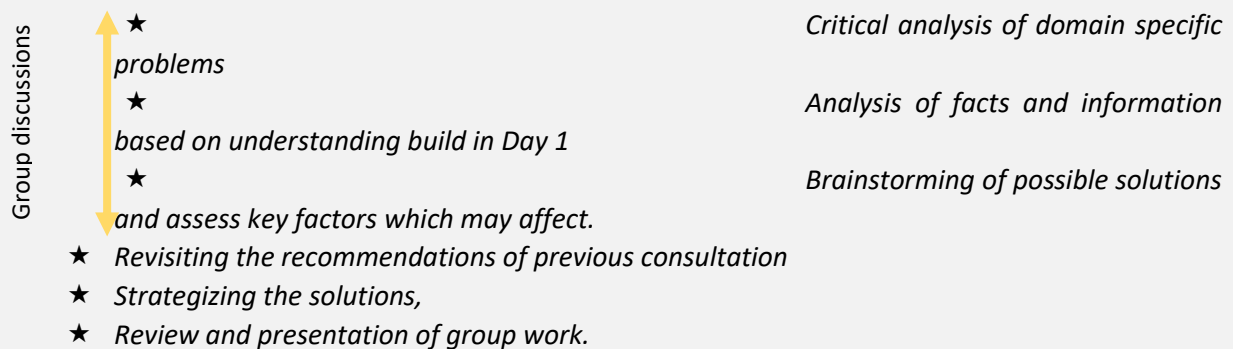 Group discussions
★ Critical analysis of domain specific
problems
★ Analysis of facts and information
based on understanding build in Day 1
★ Brainstorming of possible solutions
and assess key factors which may affect.
★ Revisiting the recommendations of previous consultation
★ Strategizing the solutions,
★ Review and presentation of group work.